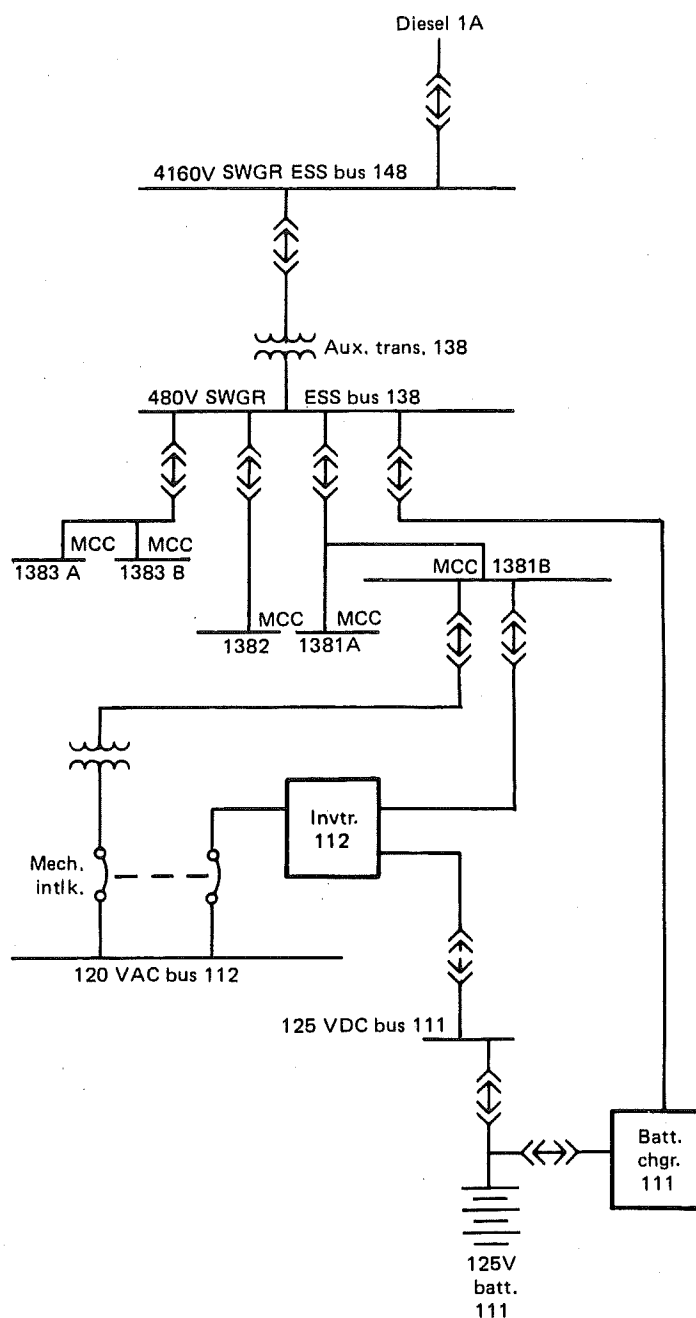 Diesel 1A
4160V SWGR ESS bus 148
Aux. trans. 138
480V SWGR ESS bus 138
MCC
1383 A
MCC
1383 B
MCC 1381B
MCC
1382
MCC
1381A
Invtr.
112
Mech.
intlk.
120 VAC bus 112
125 VDC bus 111
Batt.
chgr.
111
125V
batt.
111